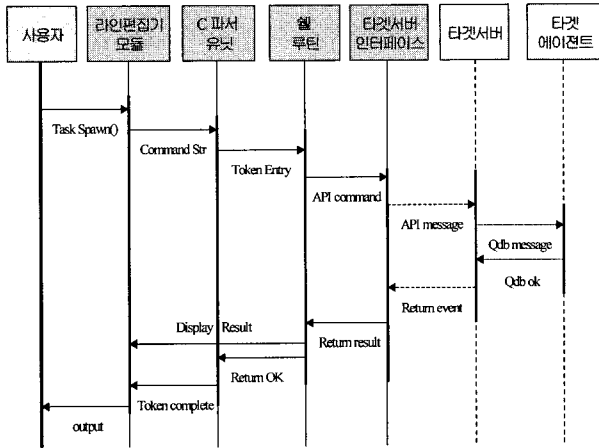 사용자
라인편집기
모듈
C 파서
유닛
쉘
루틴
타겟서버
인터페이스
타겟서버
타겟
에이전트
Task Spawn()
Command Str
Token Entry
API command
API message
Qdb message
Qdb ok
Return event
Display Result
Return result
Return OK
Token complete
output